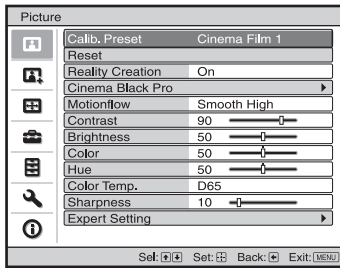 Picture
Calib. Preset Cinema Film 1
Reset
Reality Creation On
Cinema Black Pro
Motionflow Smooth High
Contrast 90
Brightness 50
Color 50
Hue 50
Color Temp. D65
Sharpness 10
Expert Setting
Sel: Set: Back: Exit: MENU